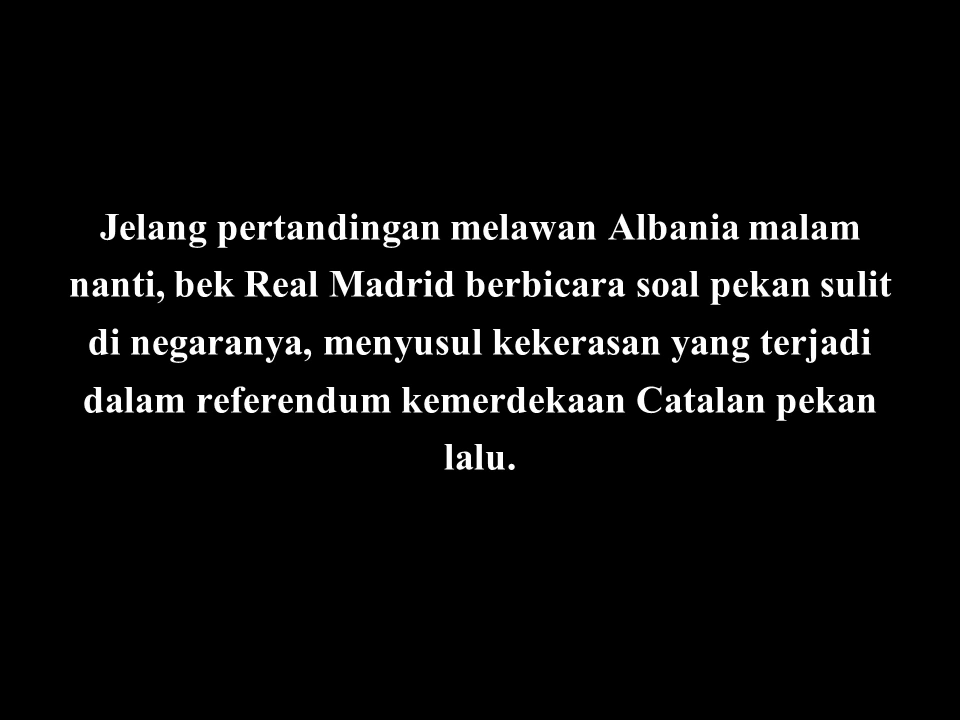 Jelang pertandingan melawan Albania malam
nanti, bek Real Madrid berbicara soal pekan sulit
di negaranya, menyusul kekerasan yang terjadi
dalam referendum kemerdekaan Catalan pekan
lalu.